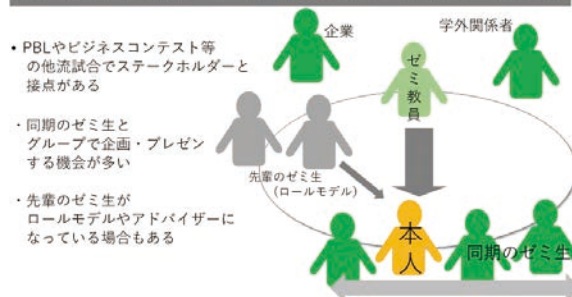 • PBLやビジネスコンテスト等
の他流試合でステークホルダーと
接点がある
・同期のゼミ生と
グループで企画・プレゼン
する機会が多い
・先輩のゼミ生が
ロールモデルやアドバイザーに
なっている場合もある
企業
学外関係者
ゼミ教員
先輩のゼミ生
(ロールモデル)
本人
同期のゼミ生